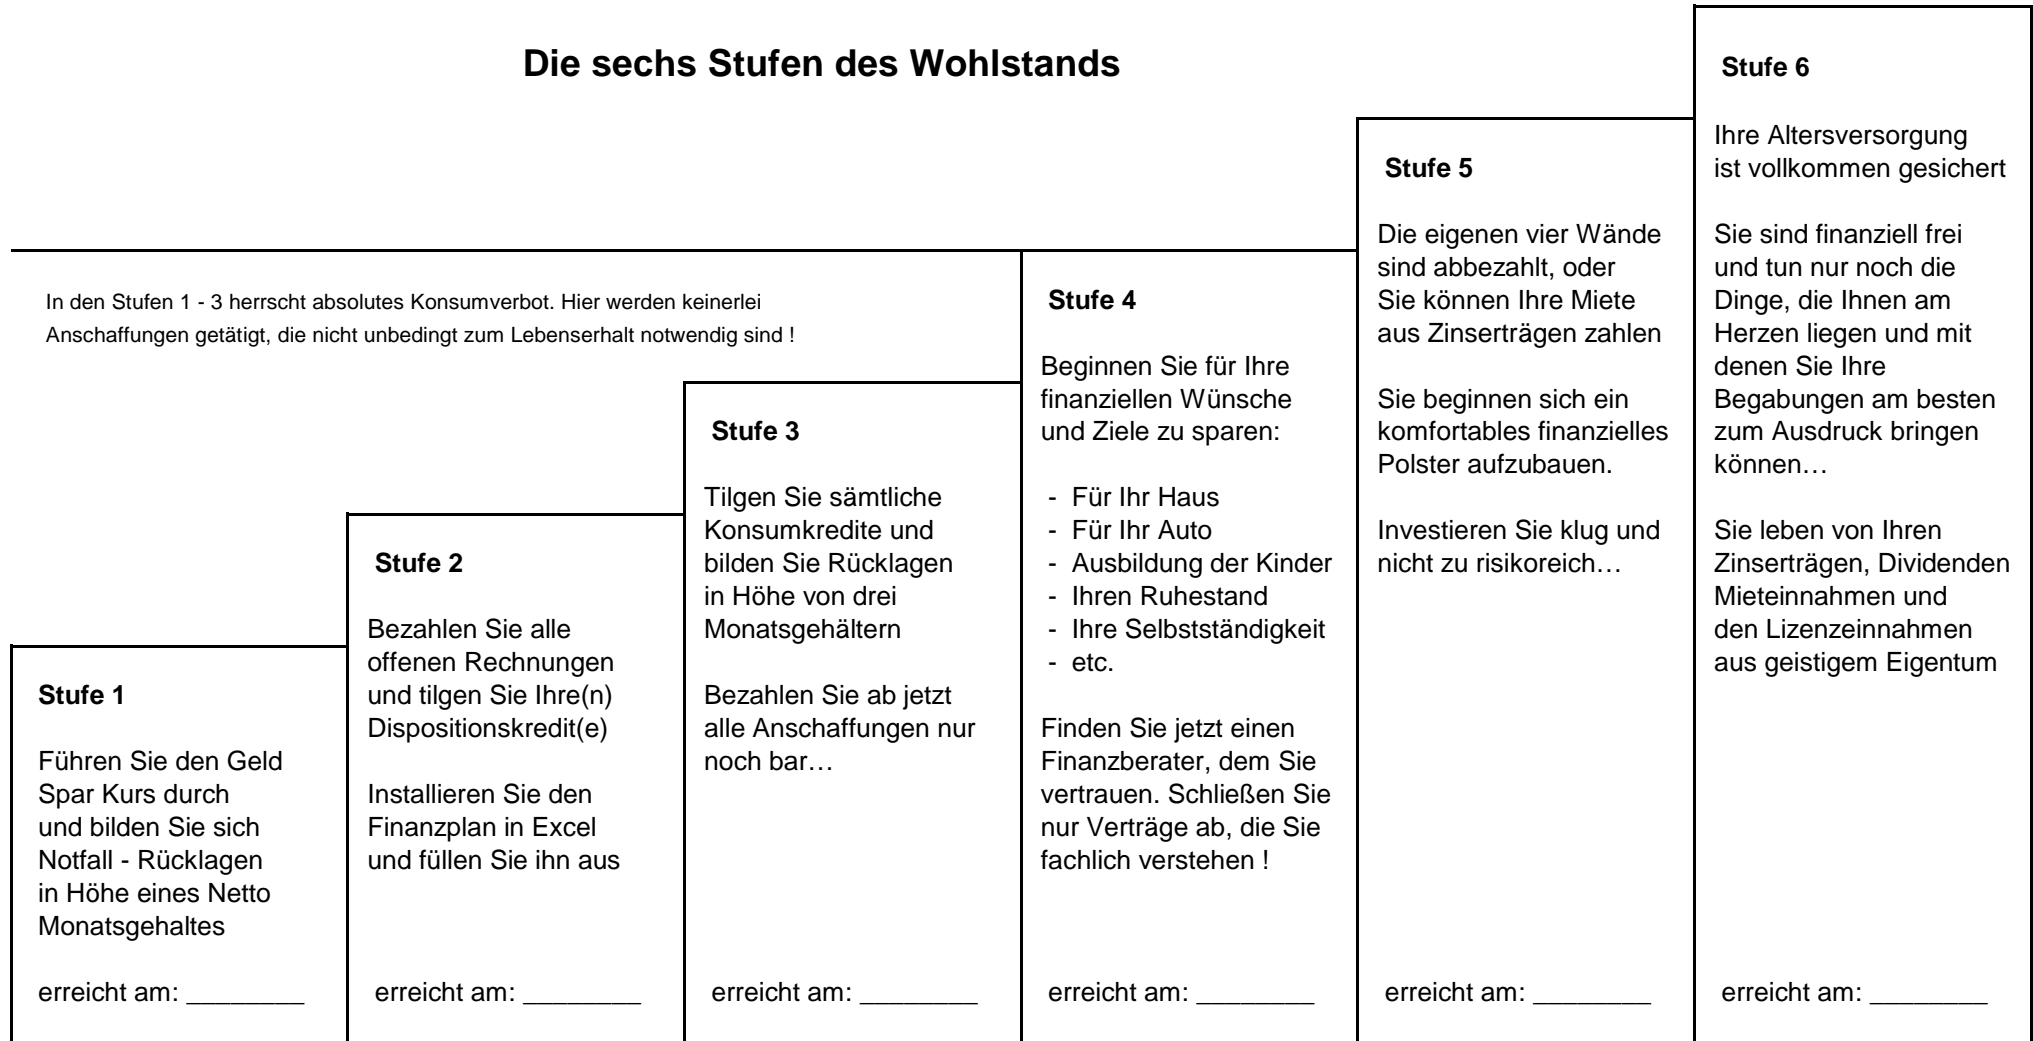 Die sechs Stufen des Wohlstands
In den Stufen 1 - 3 herrscht absolutes Konsumverbot. Hier werden keinerlei
Anschaffungen getätigt, die nicht unbedingt zum Lebenserhalt notwendig sind !
Stufe 1
Führen Sie den Geld
Spar Kurs durch
und bilden Sie sich
Notfall - Rücklagen
in Höhe eines Netto
Monatsgehaltes
erreicht am: ________
Stufe 2
Bezahlen Sie alle
offenen Rechnungen
und tilgen Sie Ihre(n)
Dispositionskredit(e)
Installieren Sie den
Finanzplan in Excel
und füllen Sie ihn aus
erreicht am: ________
Stufe 3
Tilgen Sie sämtliche
Konsumkredite und
bilden Sie Rücklagen
in Höhe von drei
Monatsgehältern
Bezahlen Sie ab jetzt
alle Anschaffungen nur
noch bar…
erreicht am: ________
Stufe 4
Beginnen Sie für Ihre
finanziellen Wünsche
und Ziele zu sparen:
- Für Ihr Haus
- Für Ihr Auto
- Ausbildung der Kinder
- Ihren Ruhestand
- Ihre Selbstständigkeit
- etc.
Finden Sie jetzt einen
Finanzberater, dem Sie
vertrauen. Schließen Sie
nur Verträge ab, die Sie
fachlich verstehen !
erreicht am: ________
Stufe 5
Die eigenen vier Wände
sind abbezahlt, oder
Sie können Ihre Miete
aus Zinserträgen zahlen
Sie beginnen sich ein
komfortables finanzielles
Polster aufzubauen.
Investieren Sie klug und
nicht zu risikoreich…
erreicht am: ________
Stufe 6
Ihre Altersversorgung
ist vollkommen gesichert
Sie sind finanziell frei
und tun nur noch die
Dinge, die Ihnen am
Herzen liegen und mit
denen Sie Ihre
Begabungen am besten
zum Ausdruck bringen
können…
Sie leben von Ihren
Zinserträgen, Dividenden
Mieteinnahmen und
den Lizenzeinnahmen
aus geistigem Eigentum
erreicht am: ________